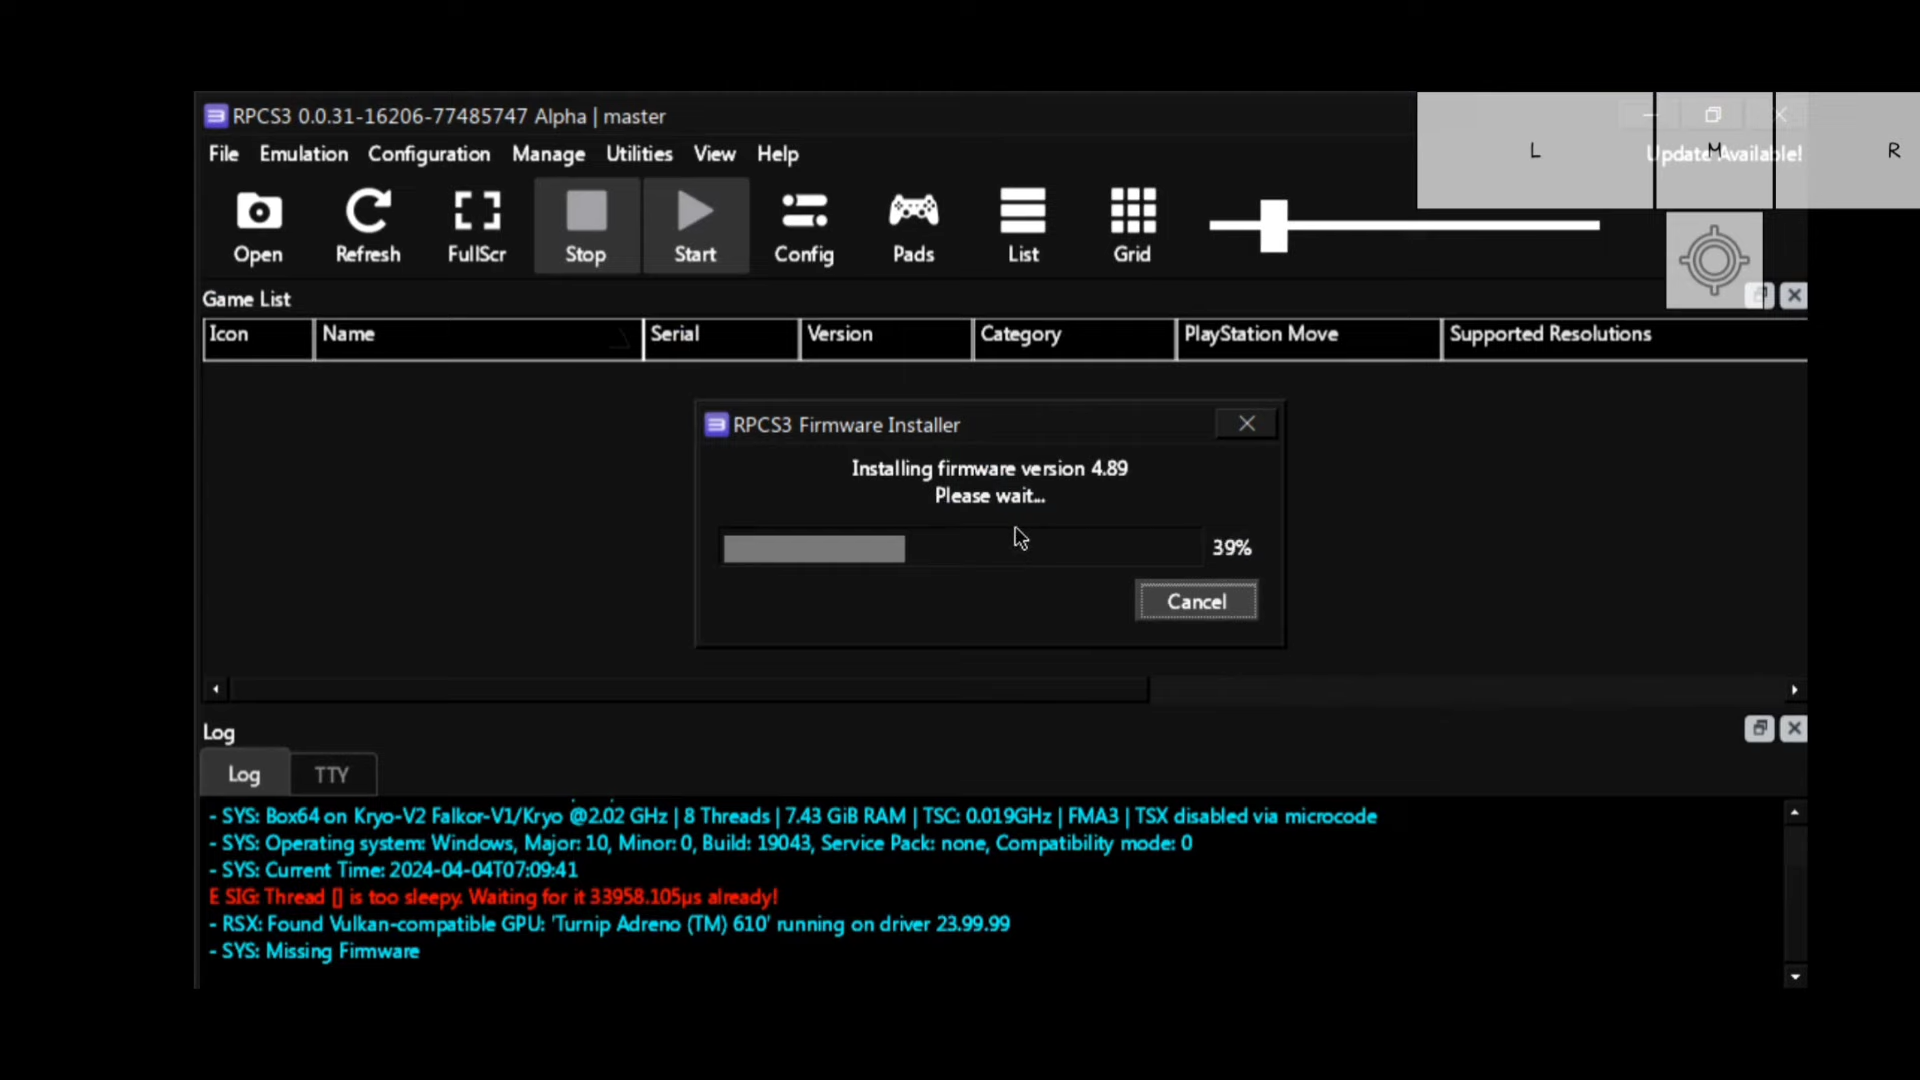 RPCS3 0.0.31-16206-77485747 Alpha | master
L
M
R
File Emulation Configuration Manage Utilities View Help
Update Available!
Open Refresh FullScr Stop Start Config Pads List Grid
Game List
Icon Name Serial Version Category PlayStation Move Supported Resolutions
RPCS3 Firmware Installer
Installing firmware version 4.89
Please wait...
39%
Cancel
Log
Log TTY
- SYS: Box64 on Kryo-V2 Falkor-V1/Kryo @2.02 GHz | 8 Threads | 7.43 GiB RAM | TSC: 0.019GHz | FMA3 | TSX disabled via microcode
- SYS: Operating system: Windows, Major: 10, Minor: 0, Build: 19043, Service Pack: none, Compatibility mode: 0
- SYS: Current Time: 2024-04-04T07:09:41
E SIG: Thread [] is too sleepy. Waiting for it 33958.105µs already!
- RSX: Found Vulkan-compatible GPU: 'Turnip Adreno (TM) 610' running on driver 23.99.99
- SYS: Missing Firmware